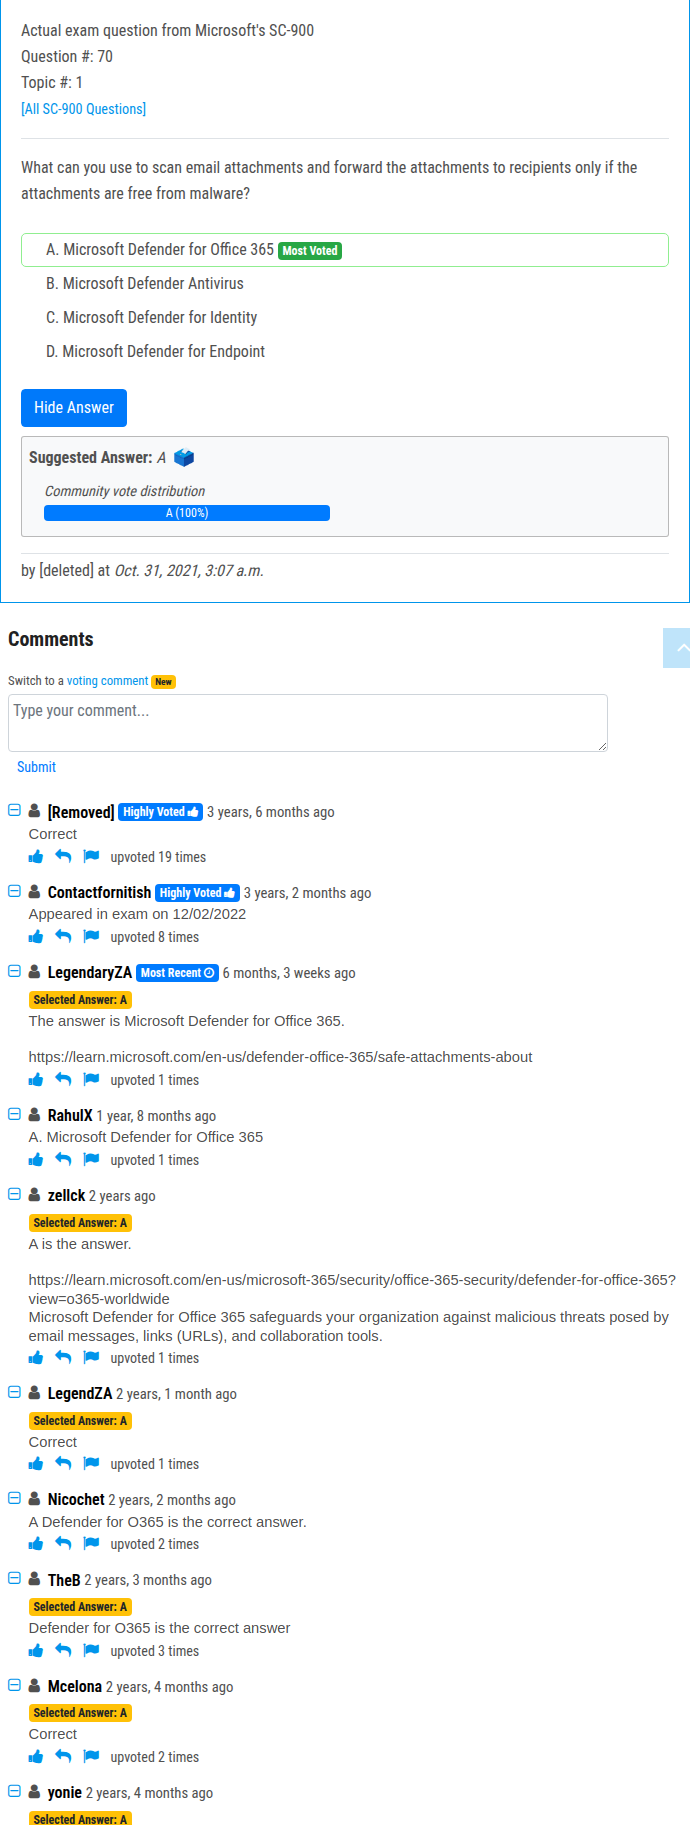 Actual exam question from Microsoft's SC-900
Question #: 70
Topic #: 1
[All SC-900 Questions]
What can you use to scan email attachments and forward the attachments to recipients only if the
attachments are free from malware?
A. Microsoft Defender for Office 365 Most Voted
B. Microsoft Defender Antivirus
C. Microsoft Defender for Identity
D. Microsoft Defender for Endpoint
Hide Answer
Suggested Answer: A
Community vote distribution
A (100%)
by [deleted] at Oct. 31, 2021, 3:07 a.m.
Comments
Switch to a voting comment New
Type your comment...
Submit
[Removed] Highly Voted 3 years, 6 months ago
Correct
upvoted 19 times
Contactfornitish Highly Voted 3 years, 2 months ago
Appeared in exam on 12/02/2022
upvoted 8 times
LegendaryZA Most Recent 6 months, 3 weeks ago
Selected Answer: A
The answer is Microsoft Defender for Office 365.
https://learn.microsoft.com/en-us/defender-office-365/safe-attachments-about
upvoted 1 times
RahulX 1 year, 8 months ago
A. Microsoft Defender for Office 365
upvoted 1 times
zellck 2 years ago
Selected Answer: A
A is the answer.
https://learn.microsoft.com/en-us/microsoft-365/security/office-365-security/defender-for-office-365?
view=o365-worldwide
Microsoft Defender for Office 365 safeguards your organization against malicious threats posed by
email messages, links (URLs), and collaboration tools.
upvoted 1 times
LegendZA 2 years, 1 month ago
Selected Answer: A
Correct
upvoted 1 times
Nicochet 2 years, 2 months ago
A Defender for O365 is the correct answer.
upvoted 2 times
TheB 2 years, 3 months ago
Selected Answer: A
Defender for O365 is the correct answer
upvoted 3 times
Mcelona 2 years, 4 months ago
Selected Answer: A
Correct
upvoted 2 times
yonie 2 years, 4 months ago
Selected Answer: A